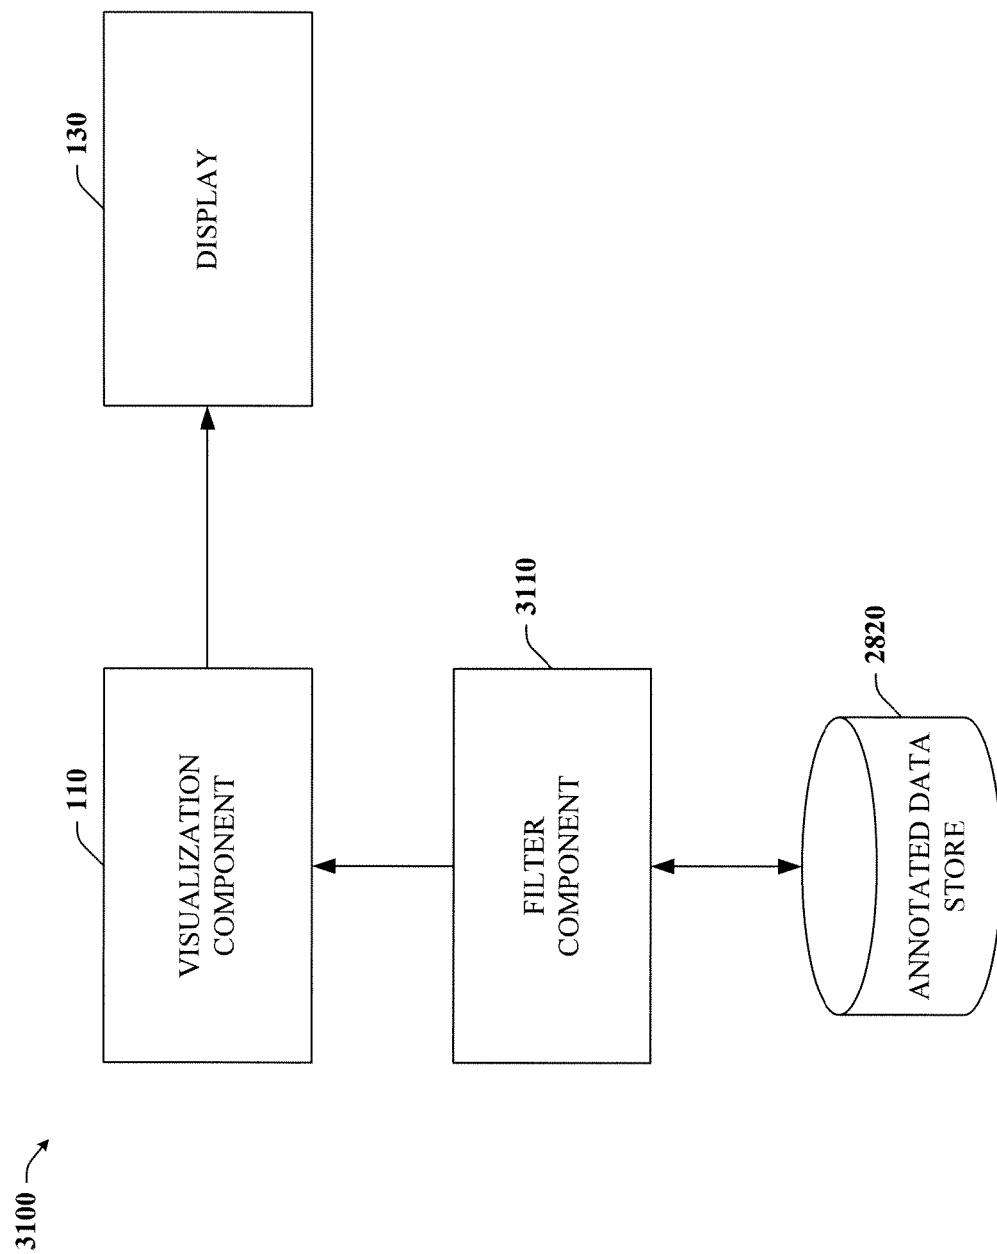 3100
110
VISUALIZATION
COMPONENT
130
DISPLAY
3110
FILTER
COMPONENT
2820
ANNOTATED DATA
STORE